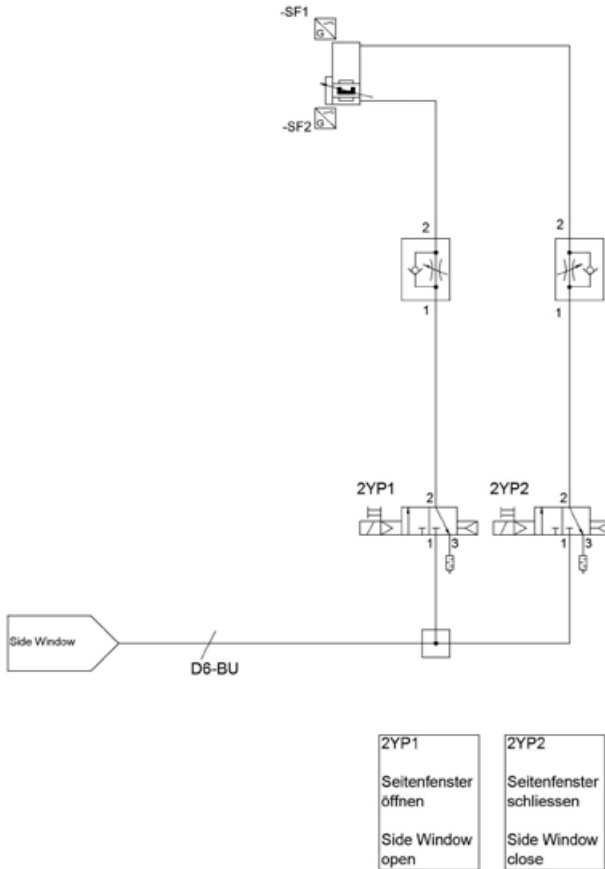 -SF1
G
-SF2
G
2
2
1
1
2YP1
2YP2
2
2
1
3
1
3
Side Window
D6-BU
2YP1
Seitenfenster
öffnen
Side Window
open
2YP2
Seitenfenster
schliessen
Side Window
close